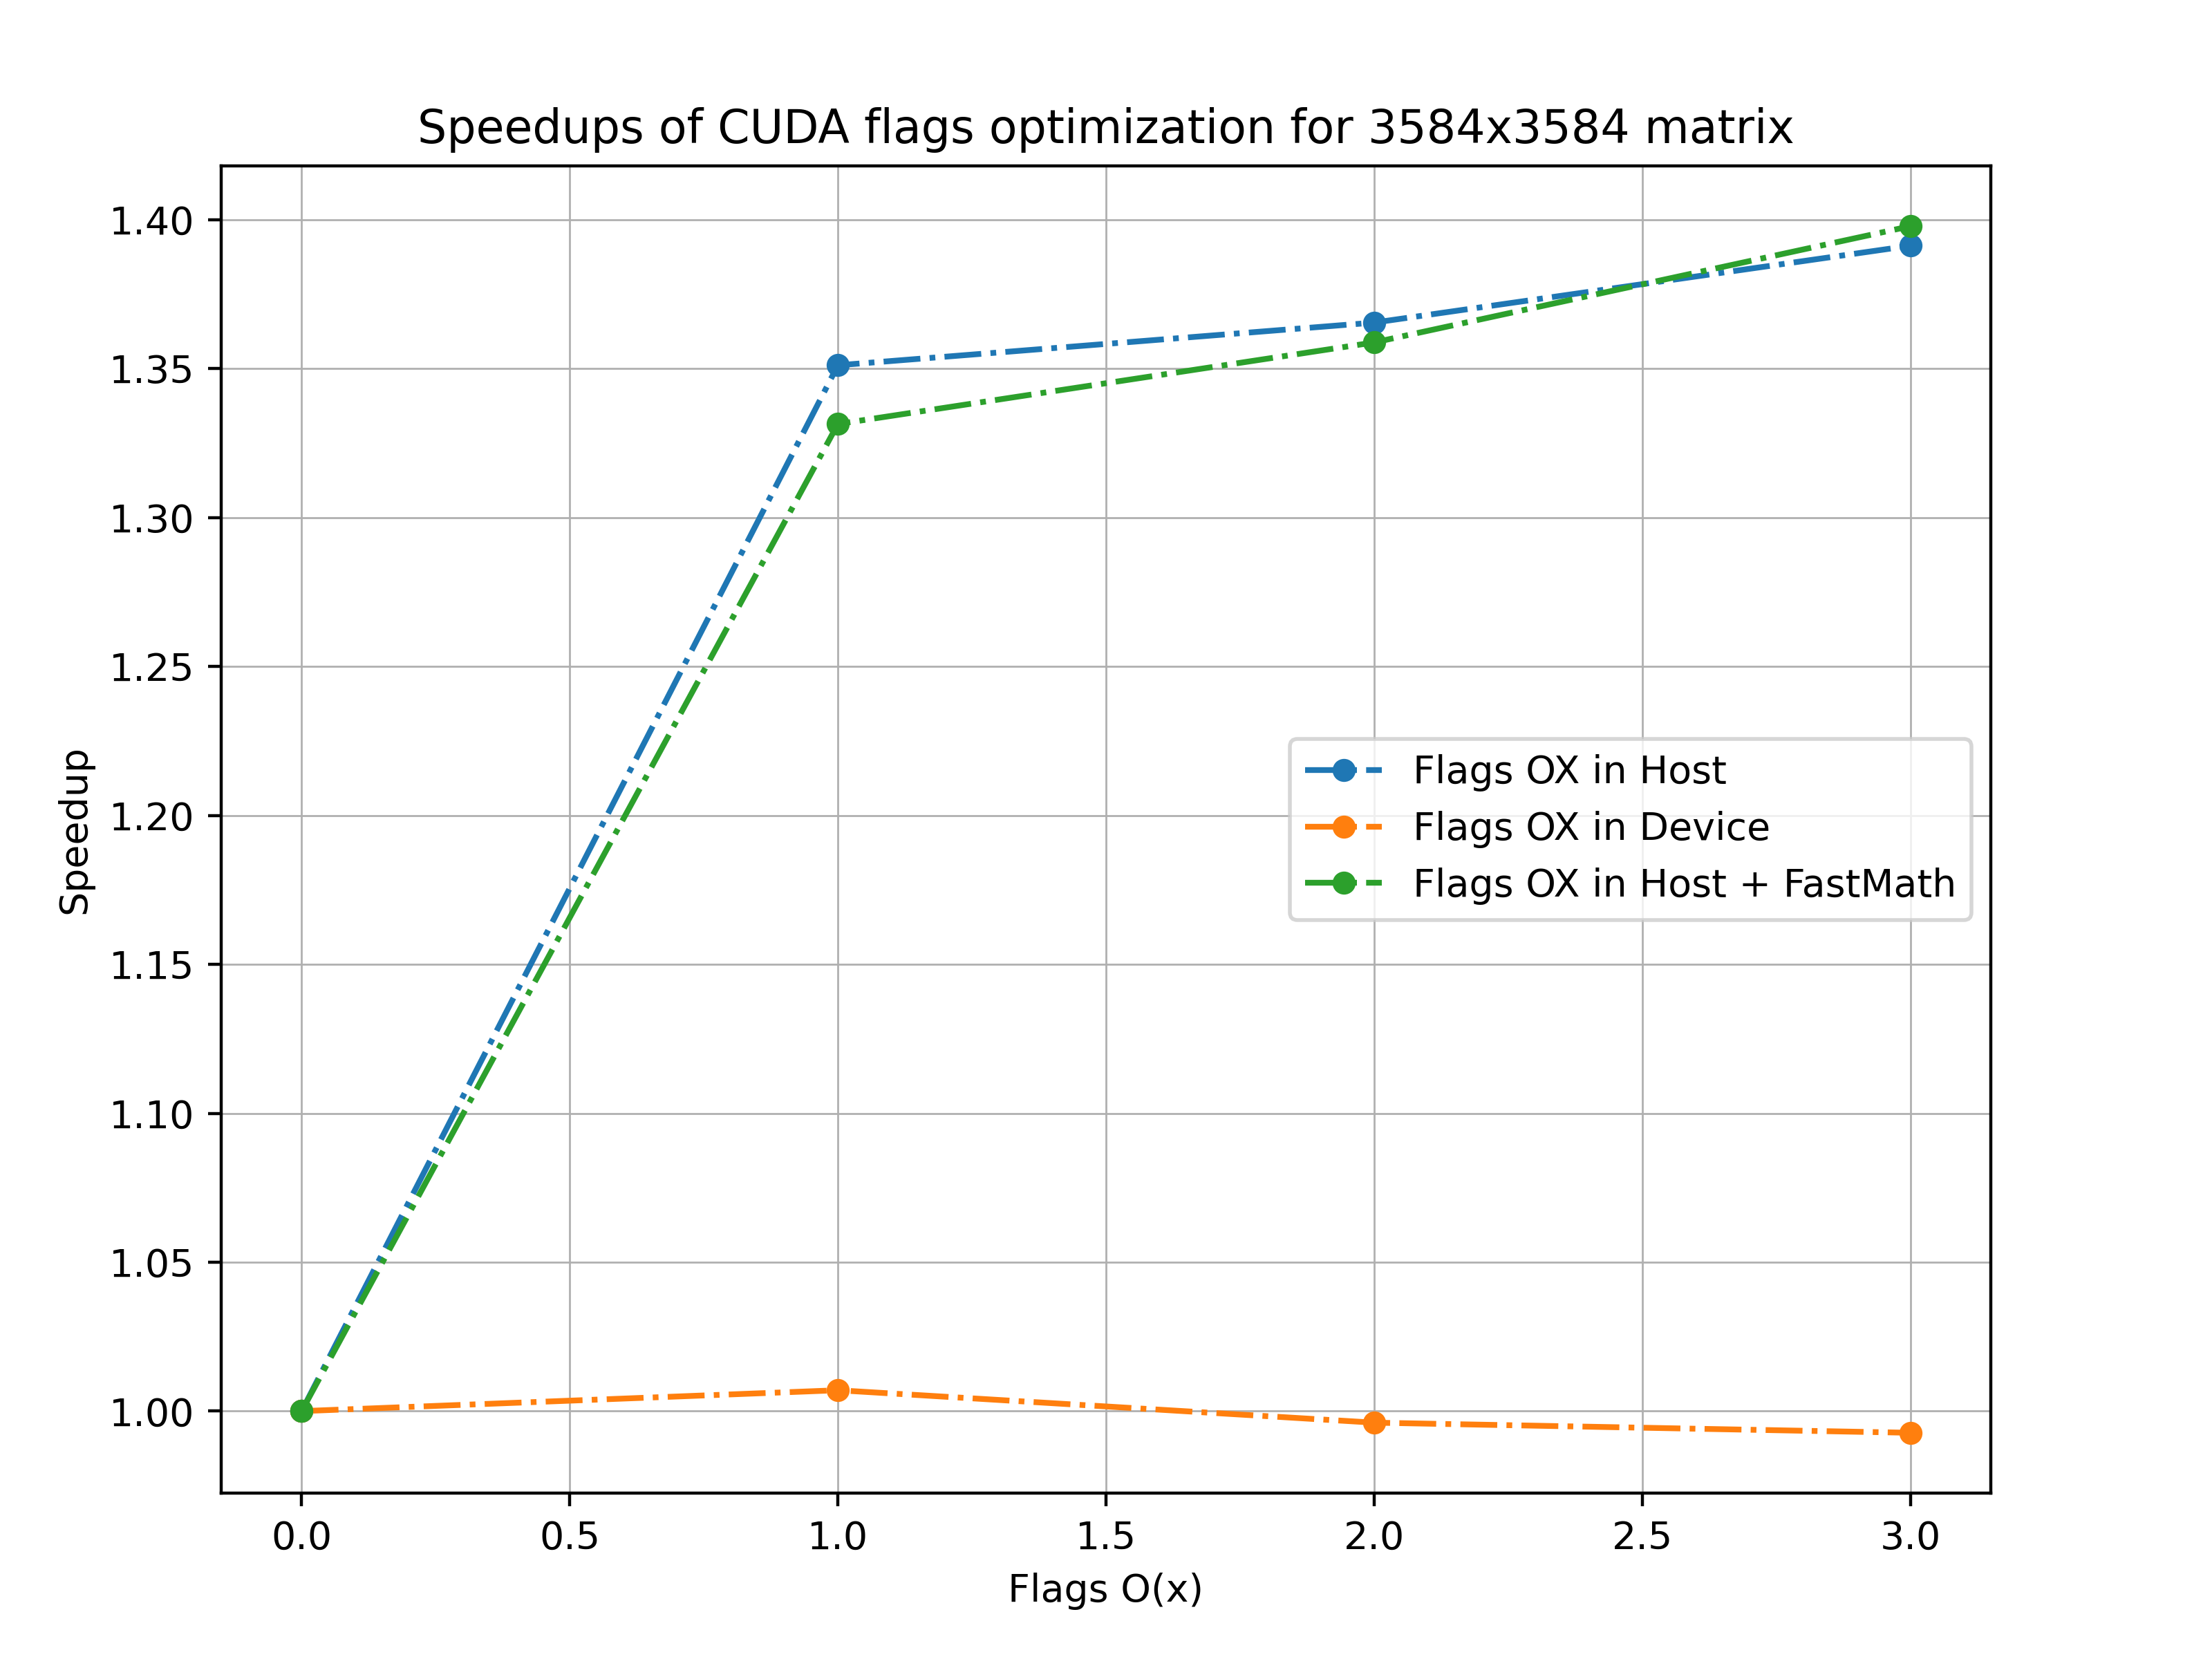 Speedups of CUDA flags optimization for 3584x3584 matrix
1.40
1.35
1.30
1.25
1.20
1.15
1.10
1.05
1.00
Speedup
Flags OX in Host
Flags OX in Device
Flags OX in Host + FastMath
0.0 0.5 1.0 1.5 2.0 2.5 3.0
Flags O(x)